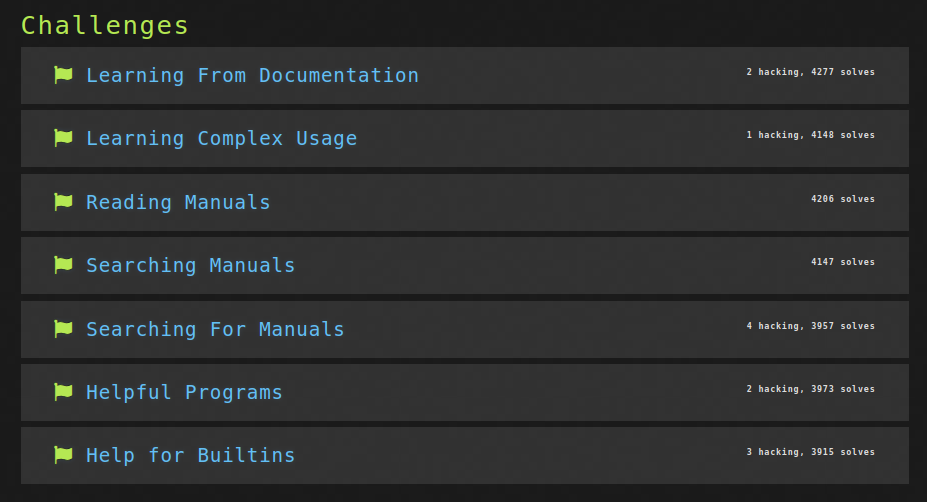 Challenges
Learning From Documentation 2 hacking, 4277 solves
Learning Complex Usage 1 hacking, 4148 solves
Reading Manuals 4206 solves
Searching Manuals 4147 solves
Searching For Manuals 4 hacking, 3957 solves
Helpful Programs 2 hacking, 3973 solves
Help for Builtins 3 hacking, 3915 solves